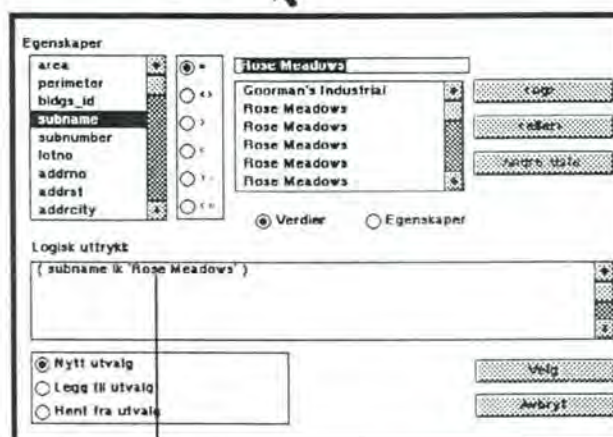 Egenskaper
area
perimeter
bldgs_id
subname
subnumber
lotno
addrno
addrst
addrcity
=
<>
>
<
>=
<=
Rose Meadows
Goorman's Industrial
Rose Meadows
Rose Meadows
Rose Meadows
Rose Meadows
Rose Meadows
<og>
<eller>
Verdier
Egenskaper
Logisk uttrykk
( subname lk 'Rose Meadows' )
Nytt utvalg
Legg til utvalg
Hent fra utvalg
Velg
Avbryt